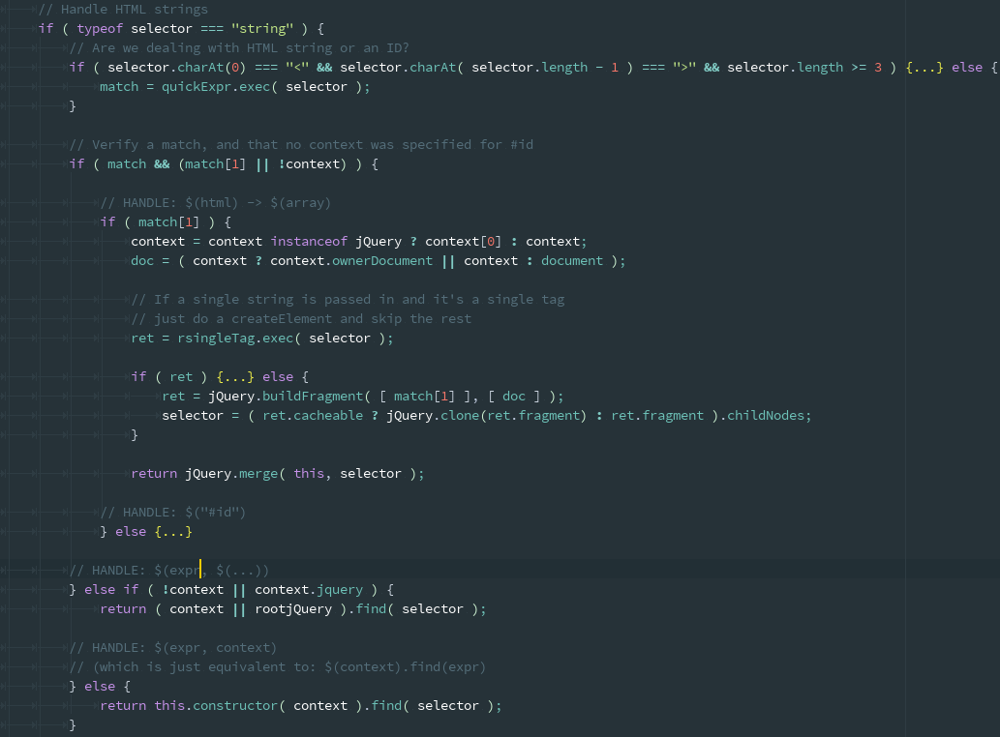 // Handle HTML strings
if ( typeof selector === "string" ) {
// Are we dealing with HTML string or an ID?
if ( selector.charAt(0) === "<" && selector.charAt( selector.length - 1 ) === ">" && selector.length >= 3 ) {...} else {
match = quickExpr.exec( selector );
}
// Verify a match, and that no context was specified for #id
if ( match && (match[1] || !context) ) {
// HANDLE: $(html) -> $(array)
if ( match[1] ) {
context = context instanceof jQuery ? context[0] : context;
doc = ( context ? context.ownerDocument || context : document );
// If a single string is passed in and it's a single tag
// just do a createElement and skip the rest
ret = rsingleTag.exec( selector );
if ( ret ) {...} else {
ret = jQuery.buildFragment( [ match[1] ], [ doc ] );
selector = ( ret.cacheable ? jQuery.clone(ret.fragment) : ret.fragment ).childNodes;
}
return jQuery.merge( this, selector );
// HANDLE: $("#id")
} else {...}
// HANDLE: $(expr, $(...))
} else if ( !context || context.jquery ) {
return ( context || rootjQuery ).find( selector );
// HANDLE: $(expr, context)
// (which is just equivalent to: $(context).find(expr)
} else {
return this.constructor( context ).find( selector );
}